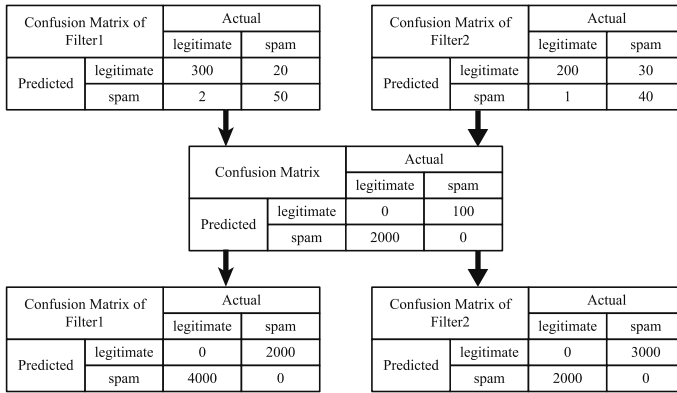 Confusion Matrix of Filter1
Actual
legitimate spam
Predicted
legitimate 300 20
spam 2 50
Confusion Matrix of Filter2
Actual
legitimate spam
Predicted
legitimate 200 30
spam 1 40
Confusion Matrix
Actual
legitimate spam
Predicted
legitimate 0 100
spam 2000 0
Confusion Matrix of Filter1
Actual
legitimate spam
Predicted
legitimate 0 2000
spam 4000 0
Confusion Matrix of Filter2
Actual
legitimate spam
Predicted
legitimate 0 3000
spam 2000 0